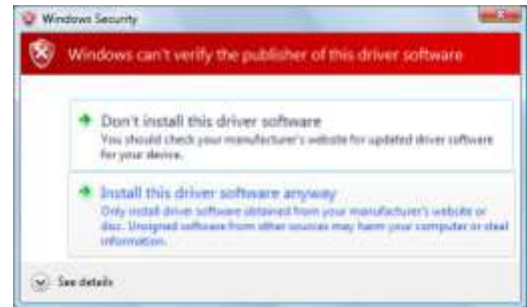 Windows Security
Windows can't verify the publisher of this driver software
Don't install this driver software
You should check your manufacturer's website for updated driver software
for your device.
Install this driver software anyway
Only install driver software obtained from your manufacturer's website or
disc. Unsigned software from other sources may harm your computer or steal
information.
See details